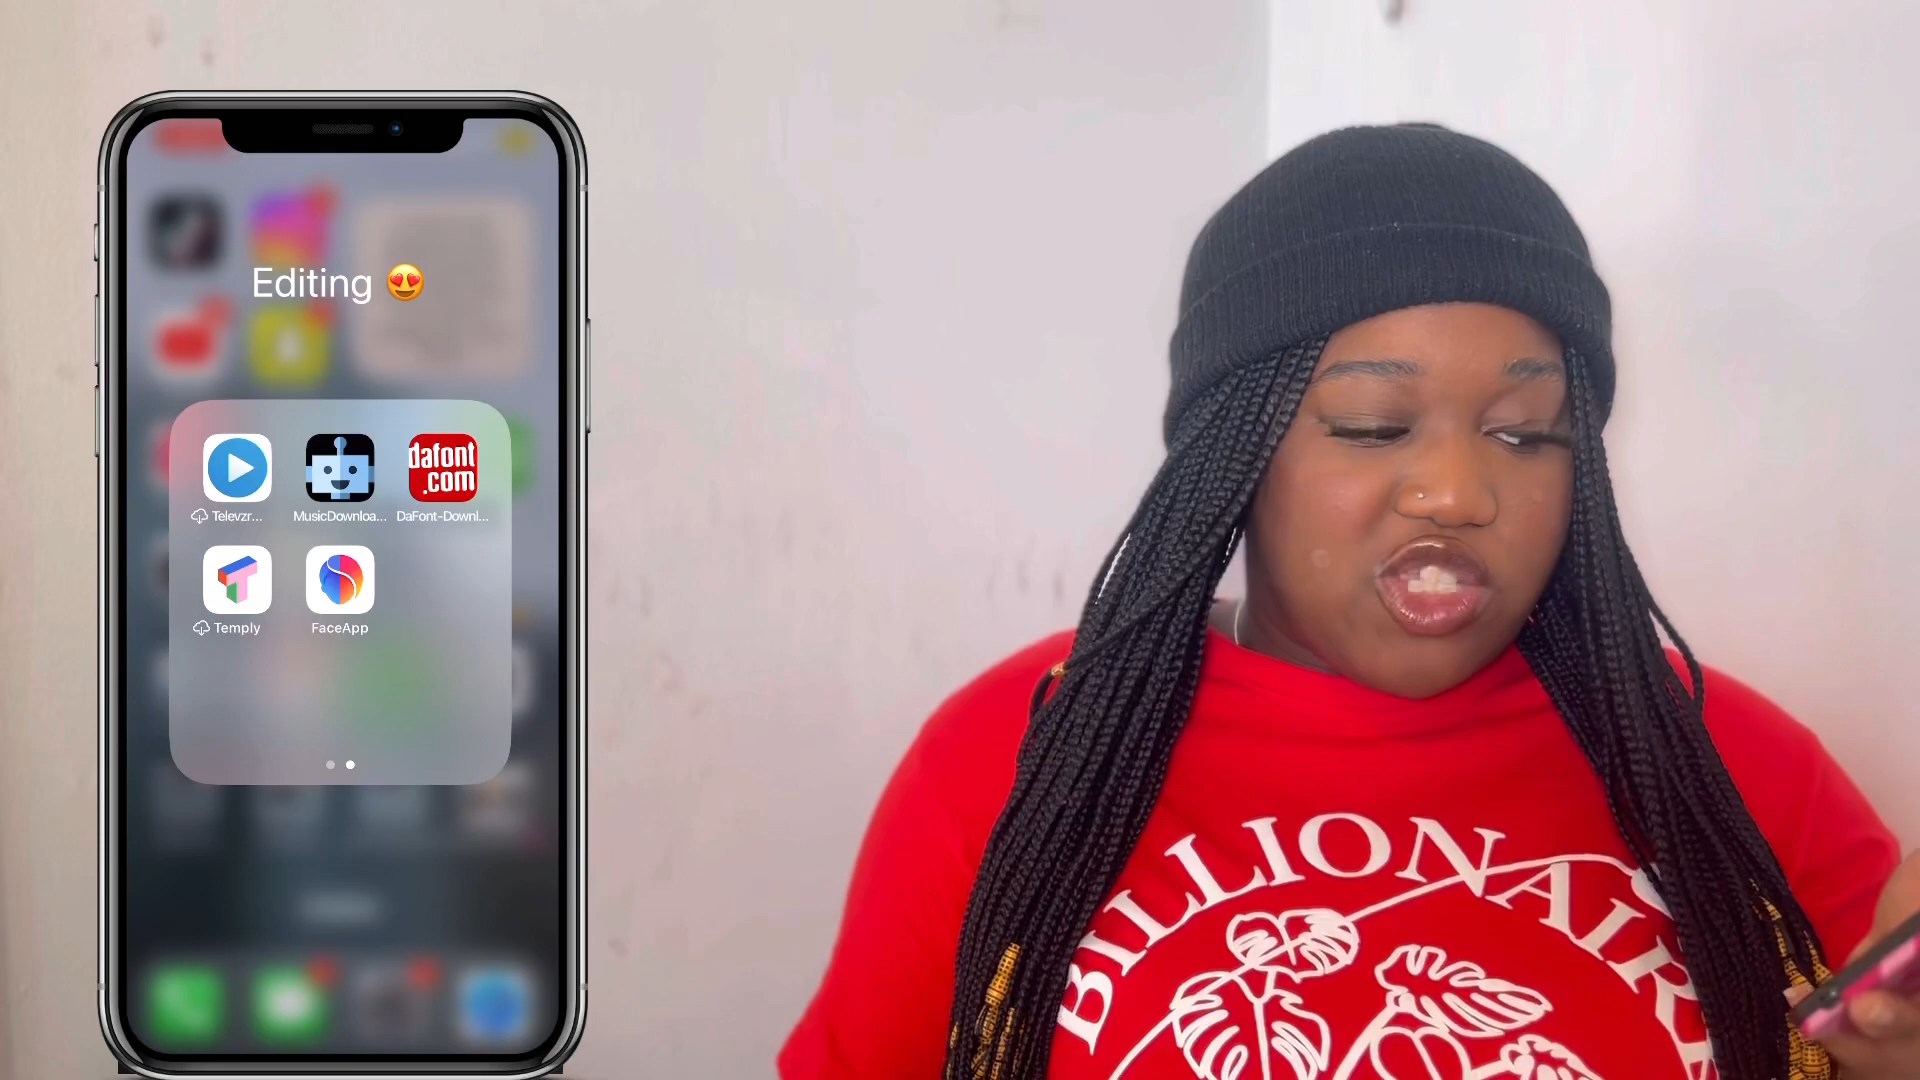 Editing 😍
dafont
.com
Televzr...
MusicDownloa...
DaFont-Downl...
Temply
FaceApp
BILLIONAIRE